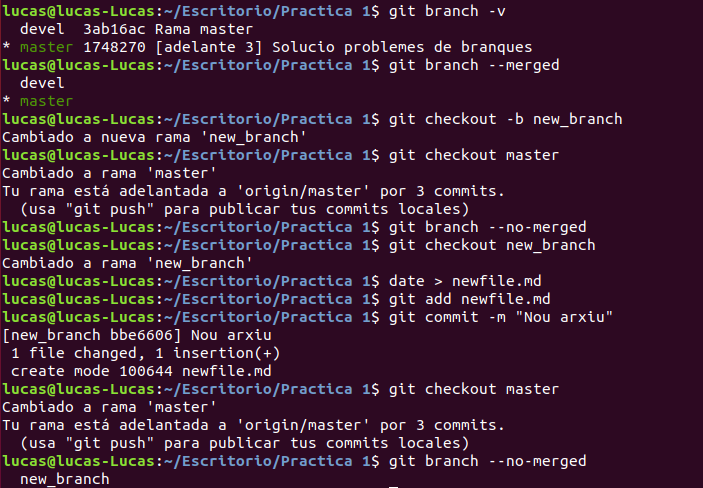 lucas@lucas-Lucas:~/Escritorio/Practica 1$ git branch -v
  devel  3ab16ac Rama master
* master 1748270 [adelante 3] Solucio problemes de branques
lucas@lucas-Lucas:~/Escritorio/Practica 1$ git branch --merged
  devel
* master
lucas@lucas-Lucas:~/Escritorio/Practica 1$ git checkout -b new_branch
Cambiado a nueva rama 'new_branch'
lucas@lucas-Lucas:~/Escritorio/Practica 1$ git checkout master
Cambiado a rama 'master'
Tu rama está adelantada a 'origin/master' por 3 commits.
  (usa "git push" para publicar tus commits locales)
lucas@lucas-Lucas:~/Escritorio/Practica 1$ git branch --no-merged
lucas@lucas-Lucas:~/Escritorio/Practica 1$ git checkout new_branch
Cambiado a rama 'new_branch'
lucas@lucas-Lucas:~/Escritorio/Practica 1$ date > newfile.md
lucas@lucas-Lucas:~/Escritorio/Practica 1$ git add newfile.md
lucas@lucas-Lucas:~/Escritorio/Practica 1$ git commit -m "Nou arxiu"
[new_branch bbe6606] Nou arxiu
 1 file changed, 1 insertion(+)
 create mode 100644 newfile.md
lucas@lucas-Lucas:~/Escritorio/Practica 1$ git checkout master
Cambiado a rama 'master'
Tu rama está adelantada a 'origin/master' por 3 commits.
  (usa "git push" para publicar tus commits locales)
lucas@lucas-Lucas:~/Escritorio/Practica 1$ git branch --no-merged
  new_branch